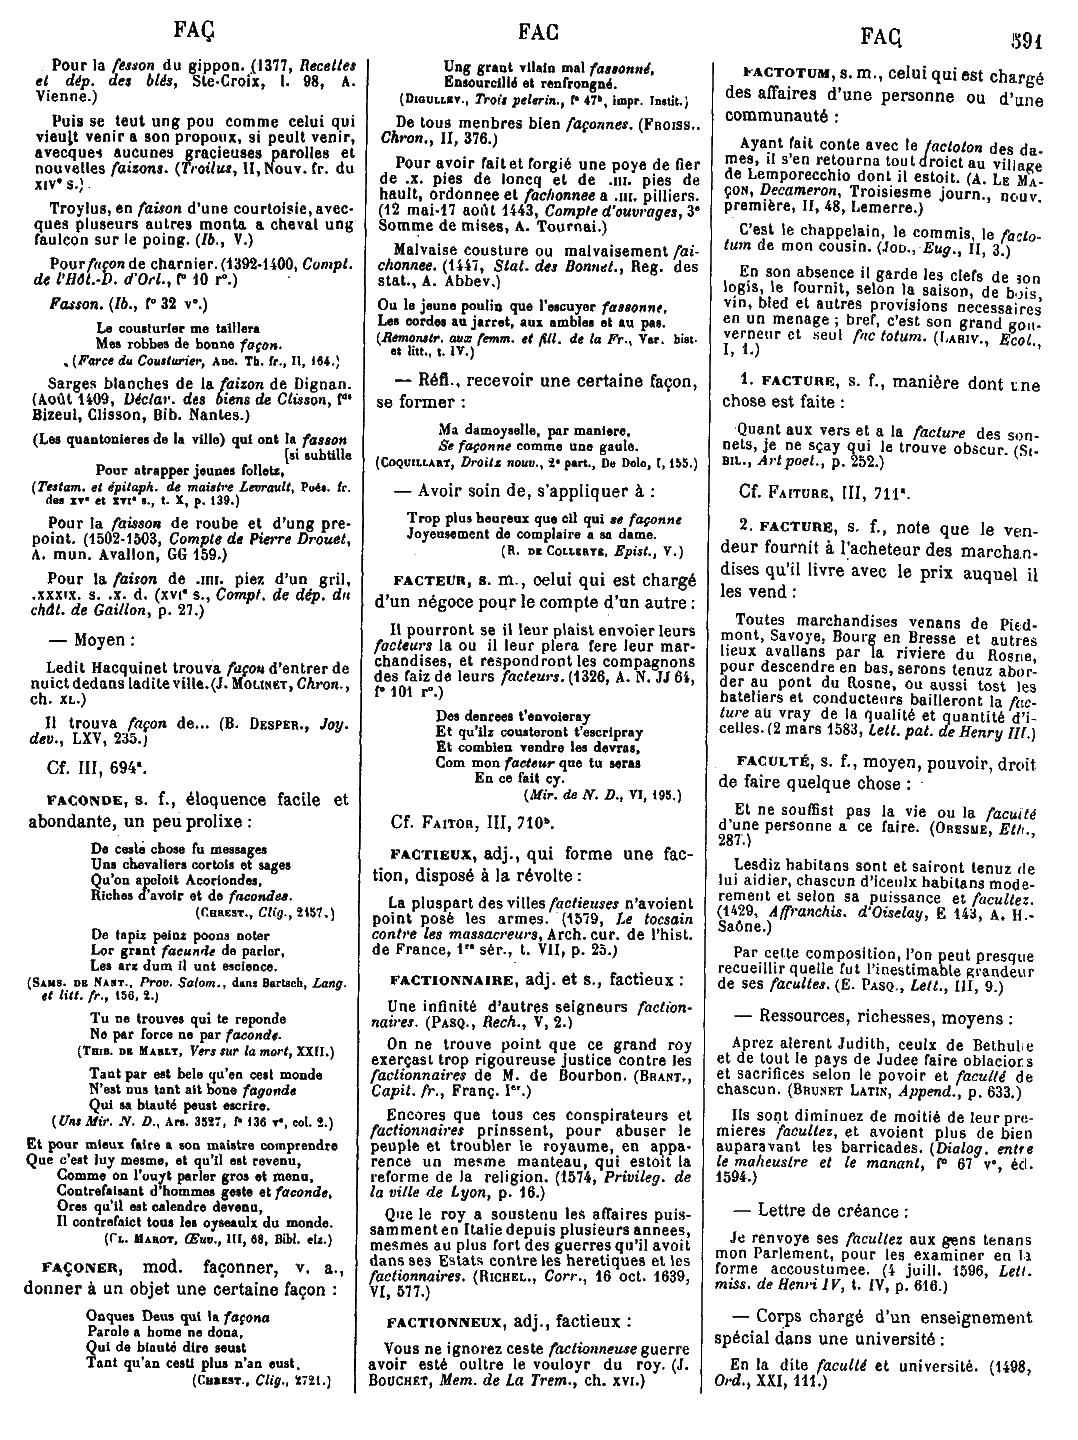 FAÇ
FAC
FAÇ
591
Pour la fesson du gippon. (1377, Recettes
et dép. des blés, Ste-Croix, l. 98, A.
Vienne.)
Puis se teut ung pou comme celui qui
vieult venir a son propoux, si peult venir,
avecques aucunes gracieuses parolles et
nouvelles faizons. (Troilus, II, Nouv. fr. du
XIVe s.)
Troylus, en faison d'une courtoisie, avec-
ques pluseurs autres monta a cheval ung
faulcon sur le poing. (Ib., V.)
Pour façon de charnier. (1392-1400, Compt.
de l'Hôt.-D. d'Orl., f° 10 r°.)
Fasson. (Ib., f° 32 v°.)
Le cousturier me taillera
Mes robbes de bonne façon.
(Farce du Cousturier, Anc. Th. fr., II, 164.)
Sarges blanches de la faizon de Dignan.
(Août 1409, Déclar. des biens de Clisson, fds
Bizeul, Clisson, Bib. Nantes.)
(Les quantonieres de la ville) qui ont la fasson
[si subtille
Pour atrapper jeunes folletz,
(Testam. et épitaph. de maistre Levrault, Poés. fr.
des XVe et XVIe s., t. X, p. 139.)
Pour la faisson de roube et d'ung pre-
point. (1502-1503, Compte de Pierre Drouet,
A. mun. Avallon, GG 159.)
Pour la faison de .IIII. piez d'un gril,
.XXXIX. s. .X. d. (XVIe s., Compt. de dép. du
chât. de Gaillon, p. 27.)
— Moyen :
Ledit Hacquinet trouva façon d'entrer de
nuict dedans ladite ville. (J. MOLINET, Chron.,
ch. XL.)
Il trouva façon de... (B. DESPER., Joy.
dev., LXV, 235.)
Cf. III, 694a.
FACONDE, s. f., éloquence facile et
abondante, un peu prolixe :
De ceste chose fu messages
Uns chevaliers cortois et sages
Qu'on apeloit Acoriondes,
Riches d'avoir et de facondes.
(CHREST., Clig., 2457.)
De tapiz peinz poons noter
Lor grant facunde de parler,
Les arz dum il unt escience.
(SAMS. DE NANT., Prov. Salom., dans Bartsch, Lang.
et litt. fr., 156, 2.)
Tu ne trouves qui te reponde
Ne par force ne par faconde.
(THIB. DE MARLY, Vers sur la mort, XXII.)
Tant par est bele qu'en cest monde
N'est nus tant ait bone fagonde
Qui sa biauté peust escrire.
(Uns Mir. N. D., Ars. 3527, f° 136 v°, col. 2.)
Et pour mieux faire a son maistre comprendre
Que c'est luy mesme, et qu'il est revenu,
Comme on l'ouyt parler gros et menu,
Contrefaisant d'hommes geste et faconde,
Ores qu'il est calendre devenu,
Il contrefaict tous les oyseaulx du monde.
(CL. MAROT, Œuv., III, 68, Bibl. elz.)
FAÇONER, mod. façonner, v. a.,
donner à un objet une certaine façon :
Onques Deus qui la façona
Parole a home ne dona,
Qui de biauté dire seust
Tant qu'an cesti plus n'an eust.
(CHREST., Clig., 2721.)
Ung grant vilain mal fassonné,
Ensourcillé et renfrongné.
(DIGULLEV., Trois pelerin., f° 47b, impr. Instit.)
De tous menbres bien façonnes. (FROISS..
Chron., II, 376.)
Pour avoir fait et forgié une poye de fier
de .X. pies de loncq et de .III. pies de
hault, ordonnee et fachonnee a .III. pilliers.
(12 mai-17 août 1443, Compte d'ouvrages, 3e
Somme de mises, A. Tournai.)
Malvaise cousture ou malvaisement fai-
chonnee. (1447, Stat. des Bonnet., Reg. des
stat., A. Abbev.)
Ou le jeune poulin que l'escuyer fassonne,
Les cordes au jarret, aux ambles et au pas.
(Remonstr. aux femm. et fill. de la Fr., Var. hist.
et litt., t. IV.)
— Réfl., recevoir une certaine façon,
se former :
Ma damoyselle, par maniere,
Se façonne comme une gaule.
(COQUILLART, Droitz nouv., 2e part., De Dolo, I, 155.)
— Avoir soin de, s'appliquer à :
Trop plus heureux que cil qui se façonne
Joyeusement de complaire a sa dame.
(R. DE COLLERYE, Epist., V.)
FACTEUR, s. m., celui qui est chargé
d'un négoce pour le compte d'un autre :
Il pourront se il leur plaist envoier leurs
facteurs la ou il leur plera fere leur mar-
chandises, et respondront les compagnons
des faiz de leurs facteurs. (1326, A. N. JJ 64,
f° 101 r°.)
Des denrees t'envoieray
Et qu'ilz cousteront t'escripray
Et combien vendre les devras,
Com mon facteur que tu seras
En ce fait cy.
(Mir. de N. D., VI, 195.)
Cf. FAITOR, III, 710b.
FACTIEUX, adj., qui forme une fac-
tion, disposé à la révolte :
La pluspart des villes factieuses n'avoient
point posé les armes. (1579, Le tocsain
contre les massacreurs, Arch. cur. de l'hist.
de France, 1re sér., t. VII, p. 25.)
FACTIONNAIRE, adj. et s., factieux :
Une infinité d'autres seigneurs faction-
naires. (PASQ., Rech., V, 2.)
On ne trouve point que ce grand roy
exerçast trop rigoureuse justice contre les
factionnaires de M. de Bourbon. (BRANT.,
Capit. fr., Franç. Ier.)
Encores que tous ces conspirateurs et
factionnaires prinssent, pour abuser le
peuple et troubler le royaume, en appa-
rence un mesme manteau, qui estoit la
reforme de la religion. (1574, Privileg. de
la ville de Lyon, p. 16.)
Que le roy a soustenu les affaires puis-
samment en Italie depuis plusieurs annees,
mesmes au plus fort des guerres qu'il avoit
dans ses Estats contre les heretiques et les
factionnaires. (RICHEL., Corr., 16 oct. 1639,
VI, 577.)
FACTIONNEUX, adj., factieux :
Vous ne ignorez ceste factionneuse guerre
avoir esté oultre le vouloyr du roy. (J.
BOUCHET, Mem. de La Trem., ch. XVI.)
FACTOTUM, s. m., celui qui est chargé
des affaires d'une personne ou d'une
communauté :
Ayant fait conte avec le factoton des da-
mes, il s'en retourna tout droict au village
de Lemporecchio dont il estoit. (A. LE MA-
ÇON, Decameron, Troisiesme journ., nouv.
première, II, 48, Lemerre.)
C'est le chappelain, le commis, le facto-
tum de mon cousin. (JOD., Eug., II, 3.)
En son absence il garde les clefs de son
logis, le fournit, selon la saison, de bois,
vin, bled et autres provisions necessaires
en un menage ; bref, c'est son grand gou-
verneur et seul fac totum. (LARIV., Ecol.,
I, 1.)
1. FACTURE, s. f., manière dont une
chose est faite :
Quant aux vers et a la facture des son-
nets, je ne sçay qui le trouve obscur. (SI-
BIL., Art poet., p. 252.)
Cf. FAITURE, III, 711a.
2. FACTURE, s. f., note que le ven-
deur fournit à l'acheteur des marchan-
dises qu'il livre avec le prix auquel il
les vend :
Toutes marchandises venans de Pied-
mont, Savoye, Bourg en Bresse et autres
lieux avallans par la riviere du Rosne,
pour descendre en bas, serons tenuz abor-
der au pont du Rosne, ou aussi tost les
bateliers et conducteurs bailleront la fac-
ture au vray de la qualité et quantité d'i-
celles. (2 mars 1583, Lett. pat. de Henry III.)
FACULTÉ, s. f., moyen, pouvoir, droit
de faire quelque chose :
Et ne souffist pas la vie ou la faculté
d'une personne a ce faire. (ORESME, Eth.,
287.)
Lesdiz habitans sont et sairont tenuz de
lui aidier, chascun d'iceulx habitans mode-
rement et selon sa puissance et facultez.
(1429, Affranchis. d'Oiselay, E 143, A. H.-
Saône.)
Par cette composition, l'on peut presque
recueillir quelle fut l'inestimable grandeur
de ses facultes. (E. PASQ., Lett., III, 9.)
— Ressources, richesses, moyens :
Aprez alerent Judith, ceulx de Bethulie
et de tout le pays de Judee faire oblacions
et sacrifices selon le povoir et faculté de
chascun. (BRUNET LATIN, Append., p. 633.)
Ils sont diminuez de moitié de leur pre-
mieres facultez, et avoient plus de bien
auparavant les barricades. (Dialog. entre
le maheustre et le manant, f° 67 v°, éd.
1594.)
— Lettre de créance :
Je renvoye ses facultez aux gens tenans
mon Parlement, pour les examiner en la
forme accoustumee. (4 juill. 1596, Lett.
miss. de Henri IV, t. IV, p. 616.)
— Corps chargé d'un enseignement
spécial dans une université :
En la dite faculté et université. (1498,
Ord., XXI, 111.)